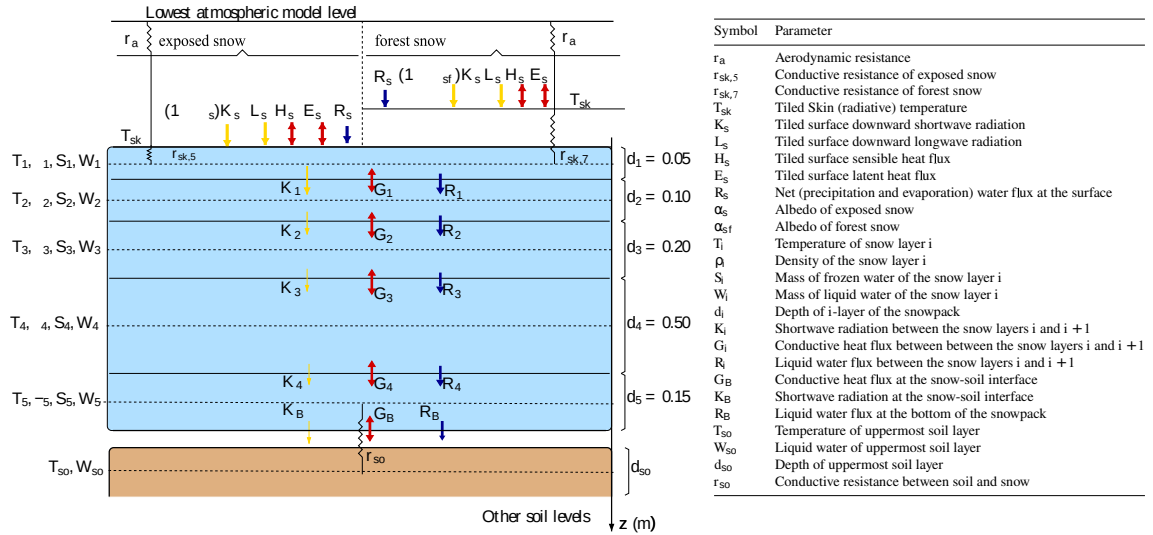 Lowest atmospheric model level
r_a exposed snow forest snow r_a
R_s (1 _sf)K_s L_s H_s E_s
T_sk
(1 _s)K_s L_s H_s E_s R_s
T_sk
r_sk,5 r_sk,7
T_1, _1, S_1, W_1 d_1 = 0.05
K_1 G_1 R_1
T_2, _2, S_2, W_2 d_2 = 0.10
K_2 G_2 R_2
T_3, _3, S_3, W_3 d_3 = 0.20
K_3 G_3 R_3
T_4, _4, S_4, W_4 d_4 = 0.50
K_4 G_4 R_4
T_5, _5, S_5, W_5 d_5 = 0.15
K_B G_B R_B
r_so
T_so, W_so d_so
Other soil levels
z (m)
Symbol Parameter
r_a Aerodynamic resistance
r_sk,5 Conductive resistance of exposed snow
r_sk,7 Conductive resistance of forest snow
T_sk Tiled Skin (radiative) temperature
K_s Tiled surface downward shortwave radiation
L_s Tiled surface downward longwave radiation
H_s Tiled surface sensible heat flux
E_s Tiled surface latent heat flux
R_s Net (precipitation and evaporation) water flux at the surface
α_s Albedo of exposed snow
α_sf Albedo of forest snow
T_i Temperature of snow layer i
ρ_i Density of the snow layer i
S_i Mass of frozen water of the snow layer i
W_i Mass of liquid water of the snow layer i
d_i Depth of i-layer of the snowpack
K_i Shortwave radiation between the snow layers i and i + 1
G_i Conductive heat flux between between the snow layers i and i + 1
R_i Liquid water flux between the snow layers i and i + 1
G_B Conductive heat flux at the snow-soil interface
K_B Shortwave radiation at the snow-soil interface
R_B Liquid water flux at the bottom of the snowpack
T_so Temperature of uppermost soil layer
W_so Liquid water of uppermost soil layer
d_so Depth of uppermost soil layer
r_so Conductive resistance between soil and snow